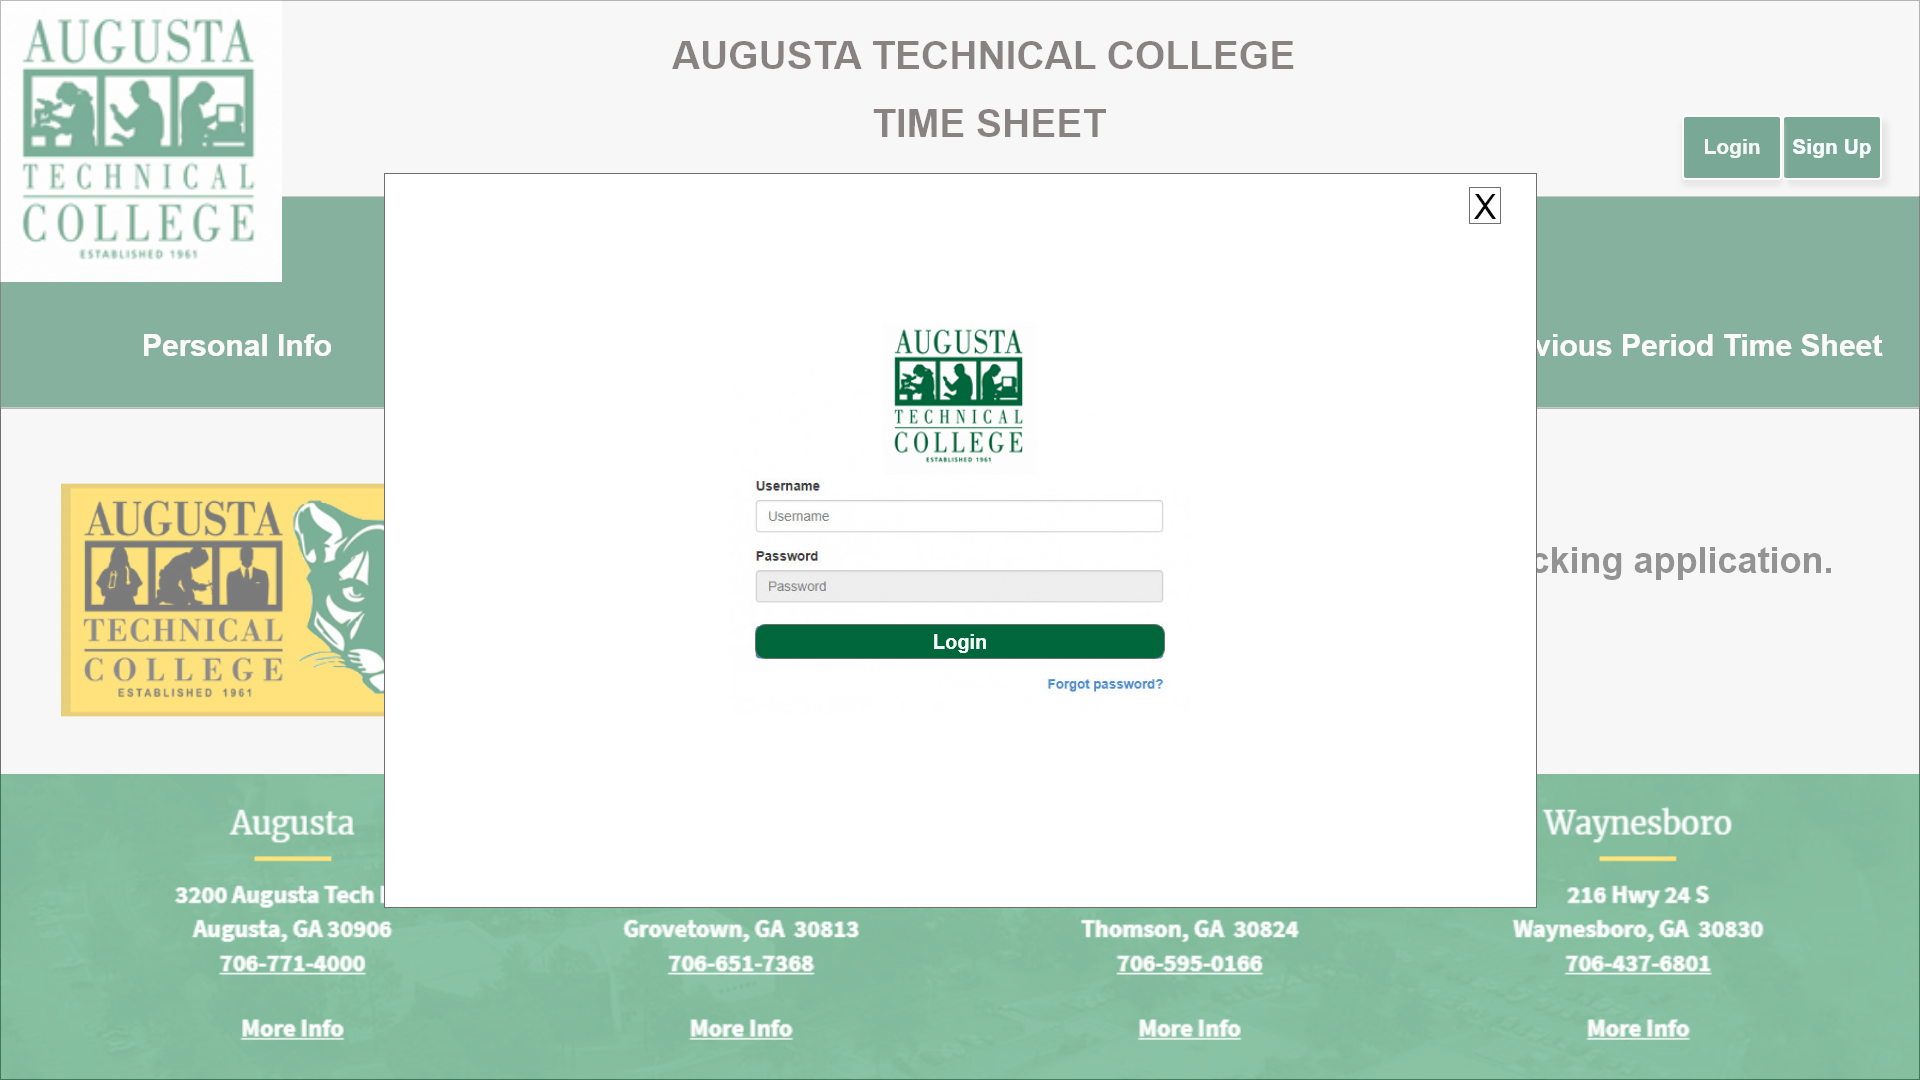 AUGUSTA
TECHNICAL
COLLEGE
ESTABLISHED 1961
AUGUSTA TECHNICAL COLLEGE
TIME SHEET
Login
Sign Up
X
Personal Info
vious Period Time Sheet
AUGUSTA
TECHNICAL
COLLEGE
ESTABLISHED 1961
Username
Username
Password
Password
Login
Forgot password?
AUGUSTA
TECHNICAL
COLLEGE
ESTABLISHED 1961
cking application.
Augusta
3200 Augusta Tech
Augusta, GA 30906
706-771-4000
More Info
Grovetown, GA 30813
706-651-7368
More Info
Thomson, GA 30824
706-595-0166
More Info
Waynesboro
216 Hwy 24 S
Waynesboro, GA 30830
706-437-6801
More Info